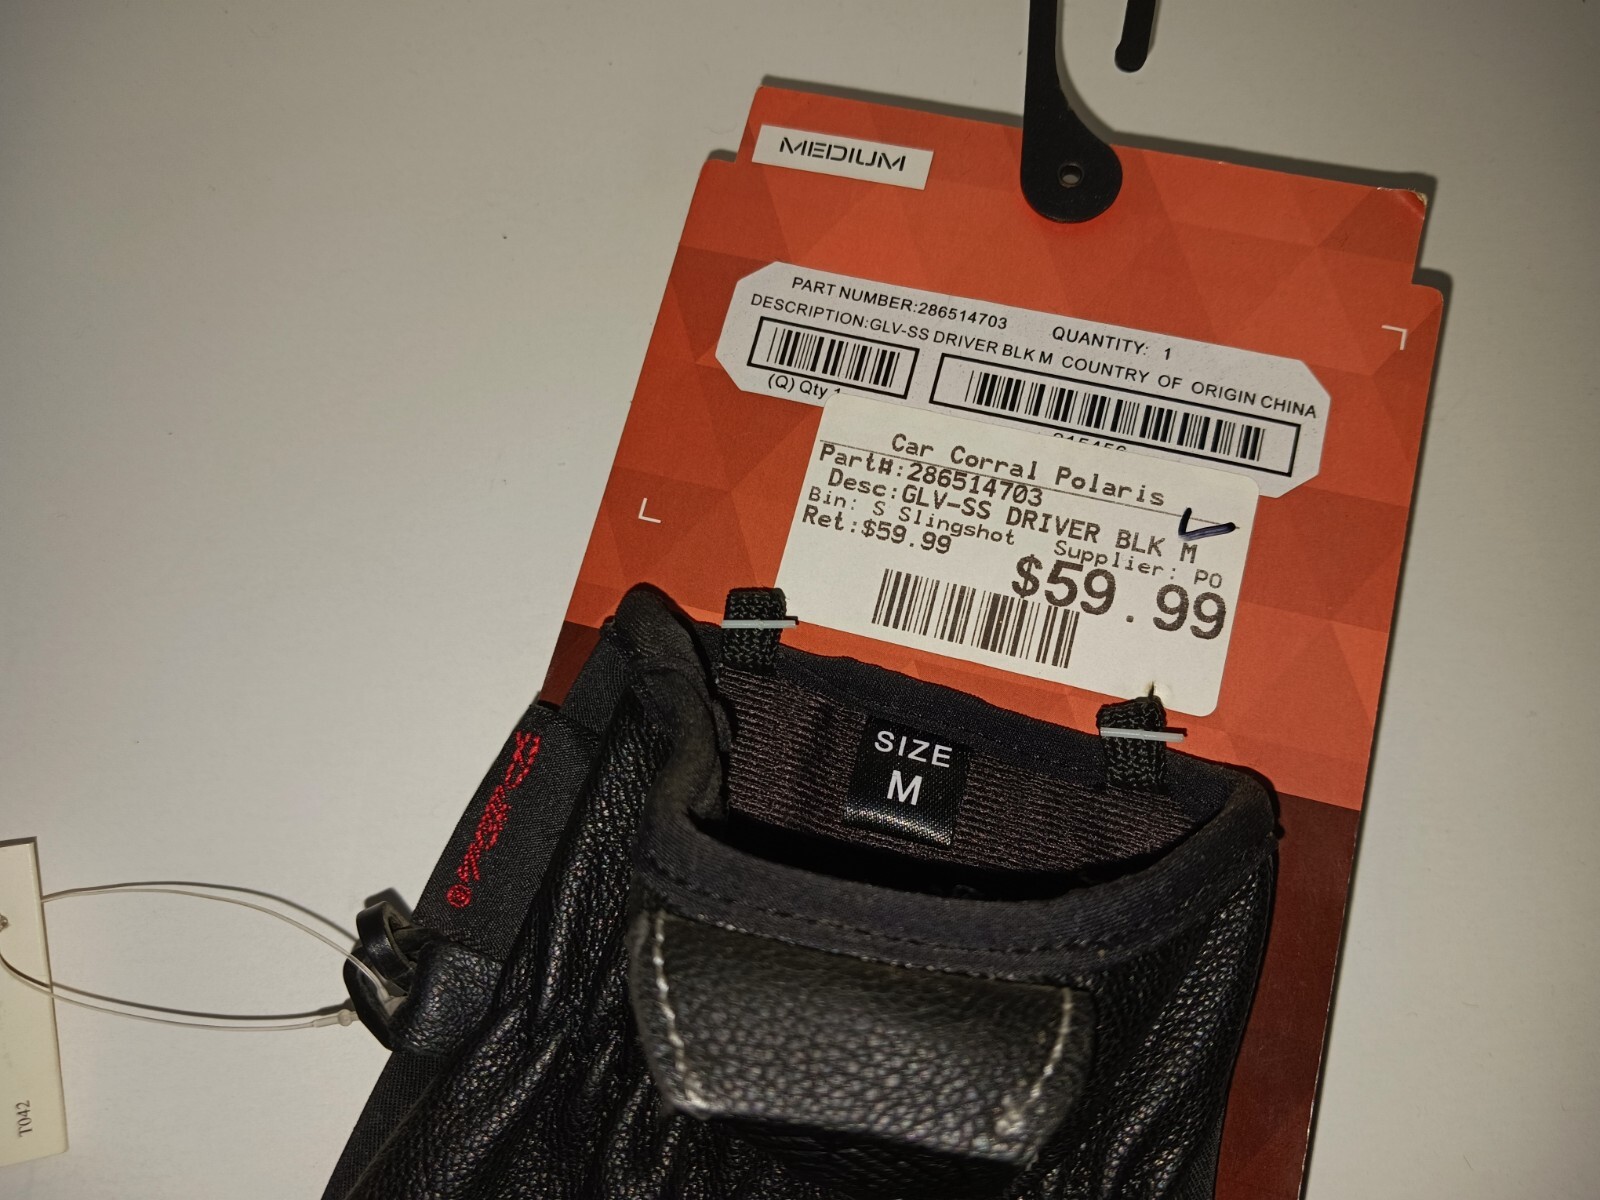 MEDIUM
PART NUMBER:286514703 QUANTITY: 1
DESCRIPTION:GLV-SS DRIVER BLK M COUNTRY OF ORIGIN CHINA
(Q) Qty 1
Car Corral Polaris
Part#:286514703
Desc:GLV-SS DRIVER BLK M
Bin: S Slingshot Supplier: PO
Ret:$59.99
$59.99
SIZE
M
T042